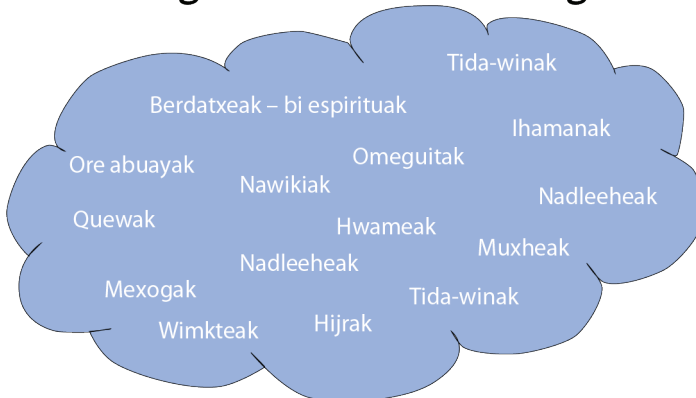 Tida-winak
Berdatxeak – bi espirituak
Ihamanak
Omeguitak
Ore abuayak
Nawikiak
Nadleeheak
Quewak
Hwameak
Muxheak
Nadleeheak
Mexogak
Tida-winak
Hijrak
Wimkteak